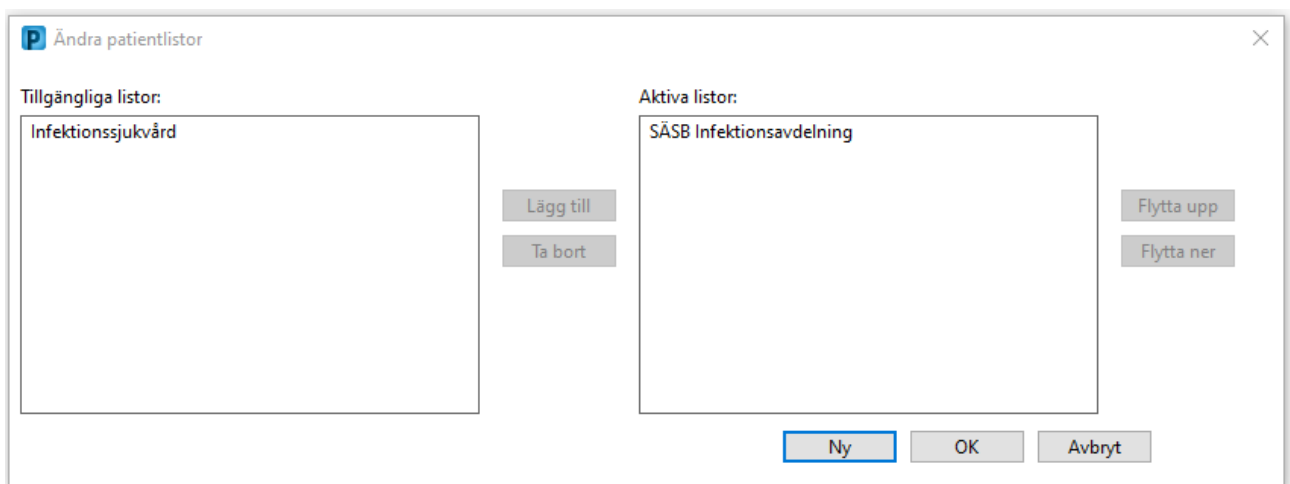 P Ändra patientlistor
Tillgängliga listor:
Aktiva listor:
Infektionssjukvård
SÄSB Infektionsavdelning
Lägg till
Flytta upp
Ta bort
Flytta ner
Ny
OK
Avbryt